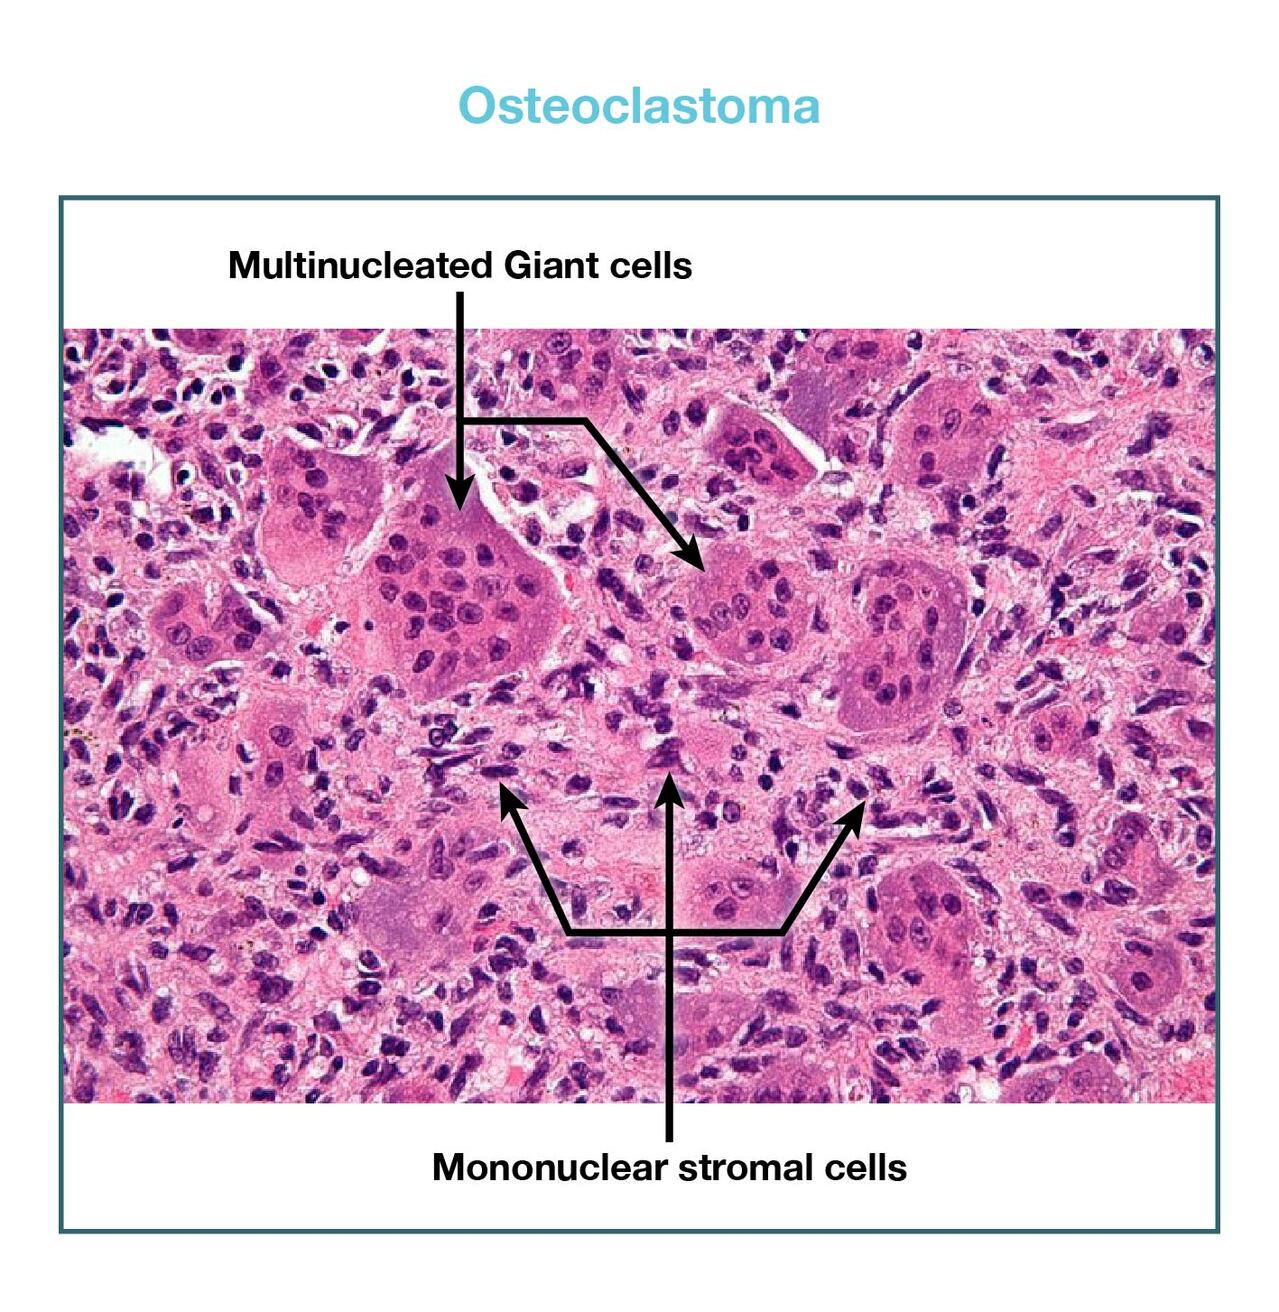 Osteoclastoma
Multinucleated Giant cells
Mononuclear stromal cells